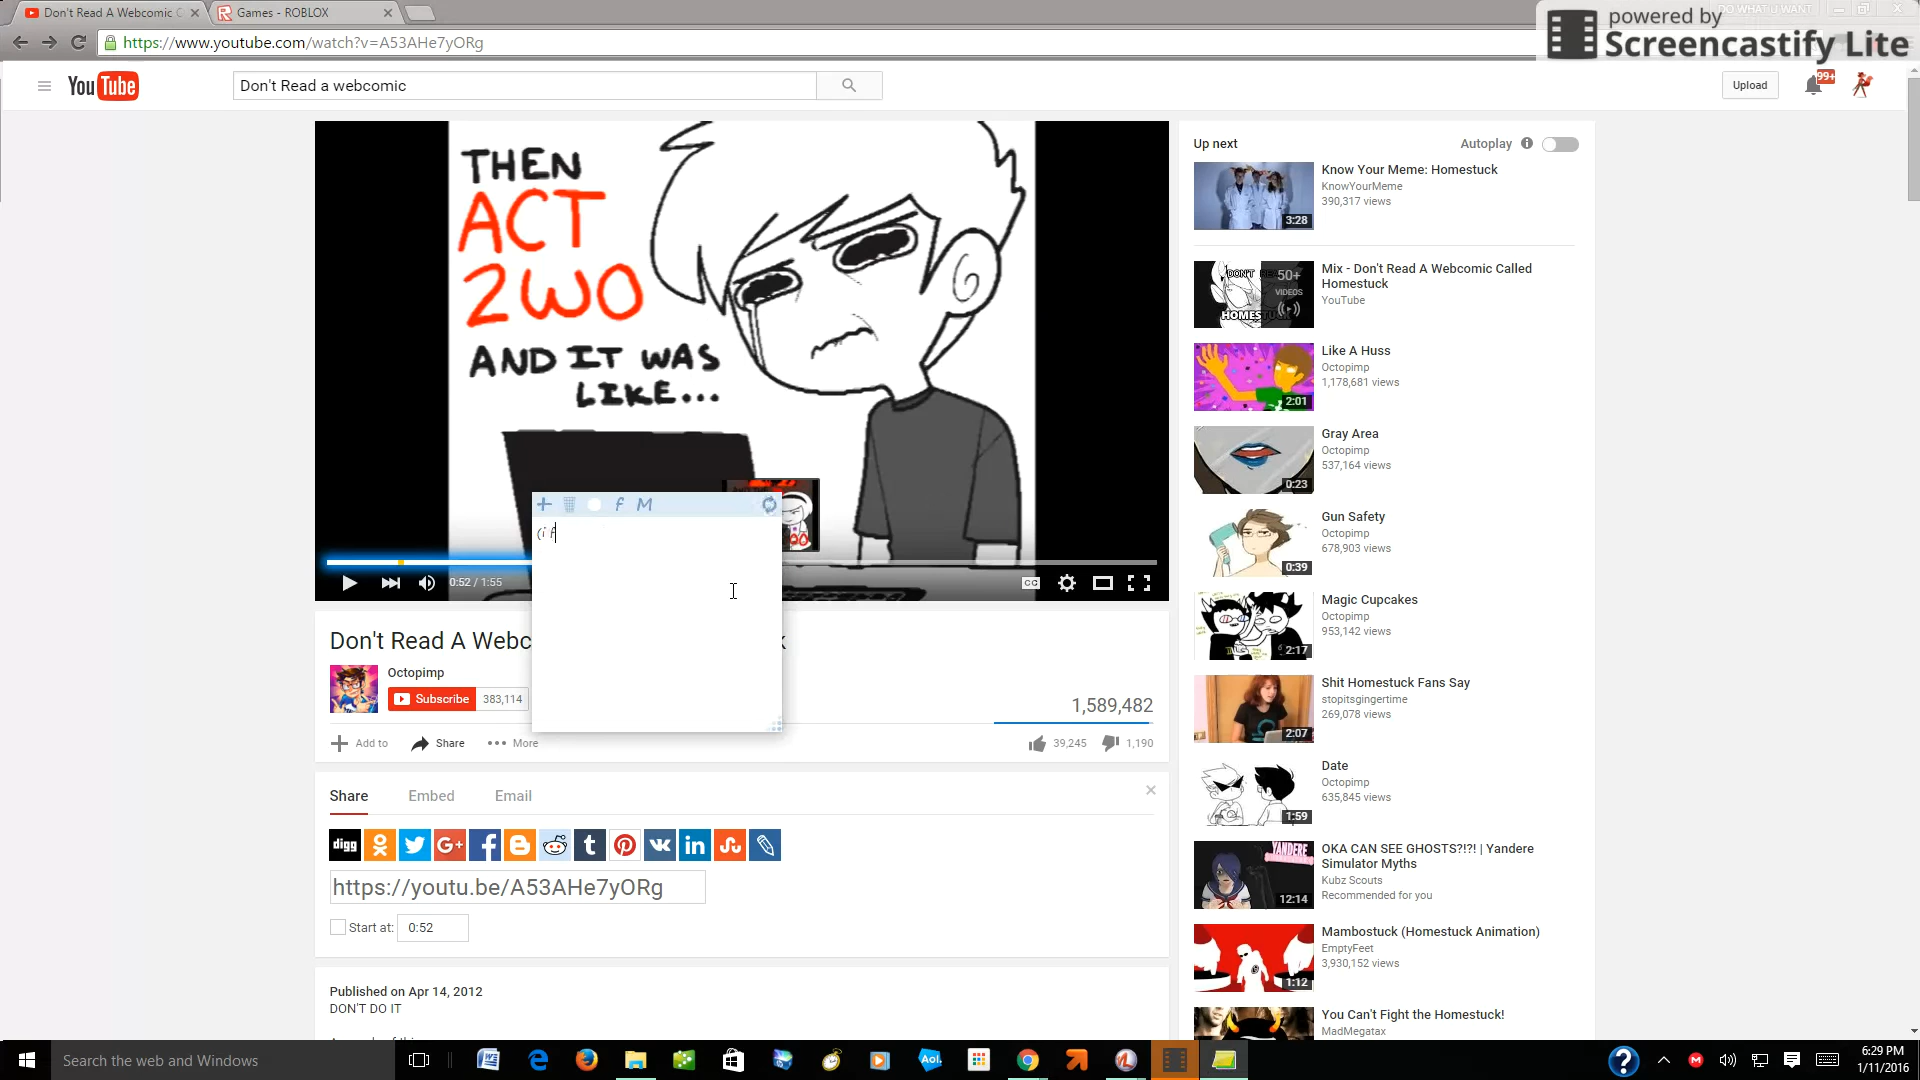 Don't Read A Webcomic C
Games - ROBLOX
DO WHAT U WANT
powered by
Screencastify Lite
https://www.youtube.com/watch?v=A53AHe7yORg
YouTube
Don't Read a webcomic
Upload
99+
THEN
ACT
2WO
AND IT WAS
LIKE...
(i f
0:52 / 1:55
CC
Don't Read A Webc
k
Octopimp
Subscribe
383,114
1,589,482
Add to
Share
More
39,245
1,190
Share
Embed
Email
digg
https://youtu.be/A53AHe7yORg
Start at:
0:52
Published on Apr 14, 2012
DON'T DO IT
Up next
Autoplay
Know Your Meme: Homestuck
KnowYourMeme
390,317 views
3:28
Mix - Don't Read A Webcomic Called
Homestuck
YouTube
50+
VIDEOS
Like A Huss
Octopimp
1,178,681 views
2:01
Gray Area
Octopimp
537,164 views
0:23
Gun Safety
Octopimp
678,903 views
0:39
Magic Cupcakes
Octopimp
953,142 views
2:17
Shit Homestuck Fans Say
stopitsgingertime
269,078 views
2:07
Date
Octopimp
635,845 views
1:59
OKA CAN SEE GHOSTS?!?! | Yandere
Simulator Myths
Kubz Scouts
Recommended for you
YANDERE
12:14
Mambostuck (Homestuck Animation)
EmptyFeet
3,930,152 views
1:12
You Can't Fight the Homestuck!
MadMegatax
Search the web and Windows
Aol.
6:29 PM
1/11/2016